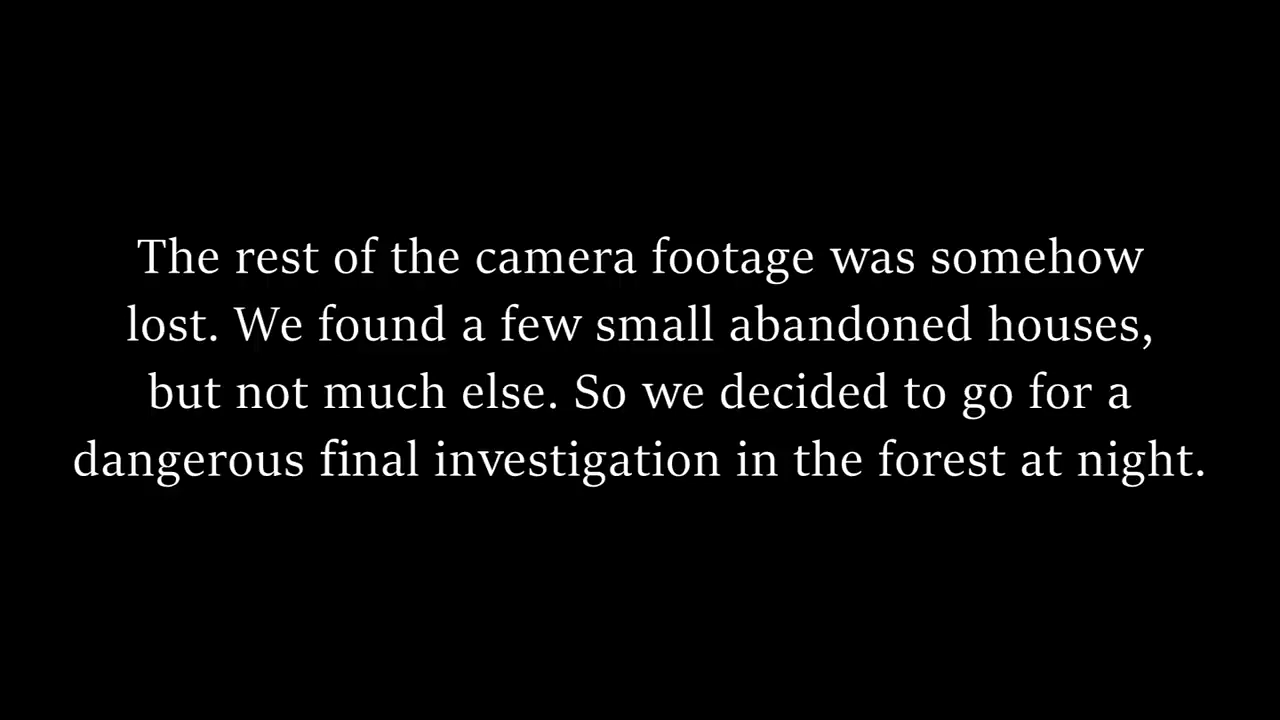 The rest of the camera footage was somehow
lost. We found a few small abandoned houses,
but not much else. So we decided to go for a
dangerous final investigation in the forest at night.